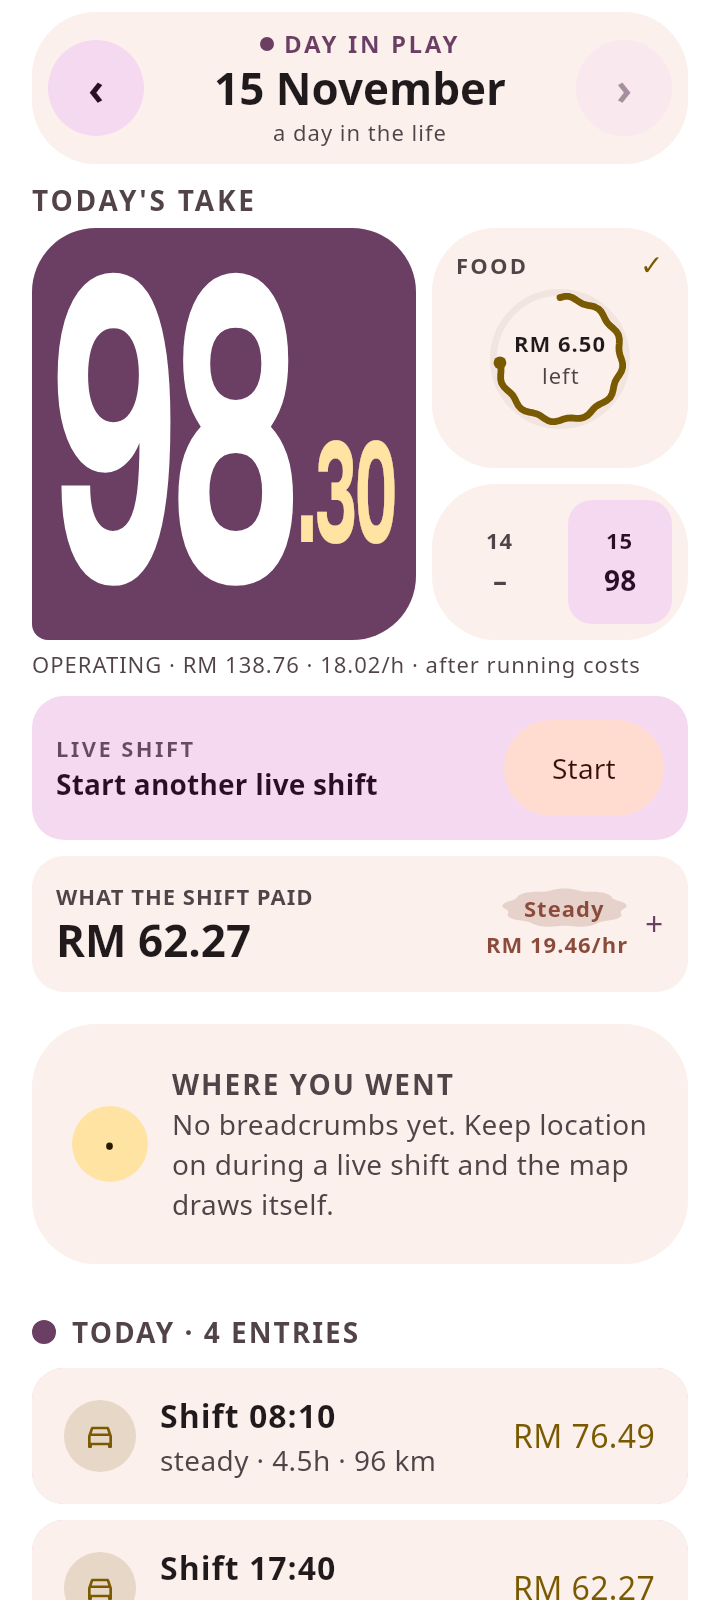 DAY IN PLAY
‹
15 November
›
a day in the life
TODAY'S TAKE
98.30
FOOD ✓
RM 6.50
left
14
–
15
98
OPERATING · RM 138.76 · 18.02/h · after running costs
LIVE SHIFT
Start another live shift
Start
WHAT THE SHIFT PAID
RM 62.27
Steady
RM 19.46/hr
+
WHERE YOU WENT
No breadcrumbs yet. Keep location
on during a live shift and the map
draws itself.
TODAY · 4 ENTRIES
Shift 08:10
steady · 4.5h · 96 km
RM 76.49
Shift 17:40
RM 62.27